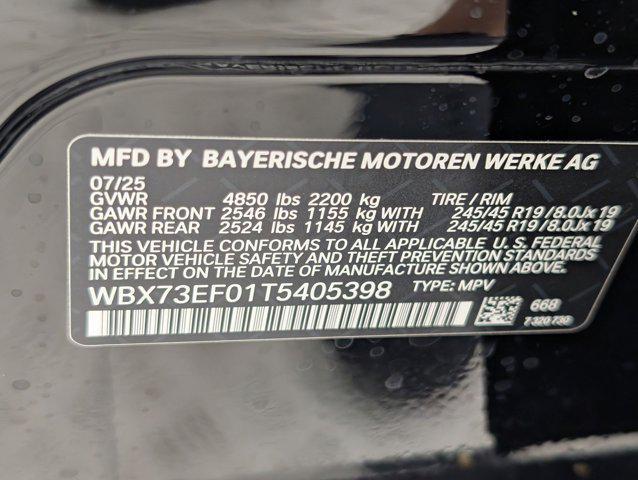 MFD BY BAYERISCHE MOTOREN WERKE AG
07/25
GVWR 4850 lbs 2200 kg TIRE / RIM
GAWR FRONT 2546 lbs 1155 kg WITH 245/45 R19/8.0Jx19
GAWR REAR 2524 lbs 1145 kg WITH 245/45 R19/8.0Jx19
THIS VEHICLE CONFORMS TO ALL APPLICABLE U. S. FEDERAL
MOTOR VEHICLE SAFETY AND THEFT PREVENTION STANDARDS
IN EFFECT ON THE DATE OF MANUFACTURE SHOWN ABOVE.
WBX73EF01T5405398 TYPE: MPV
668
7 320 730